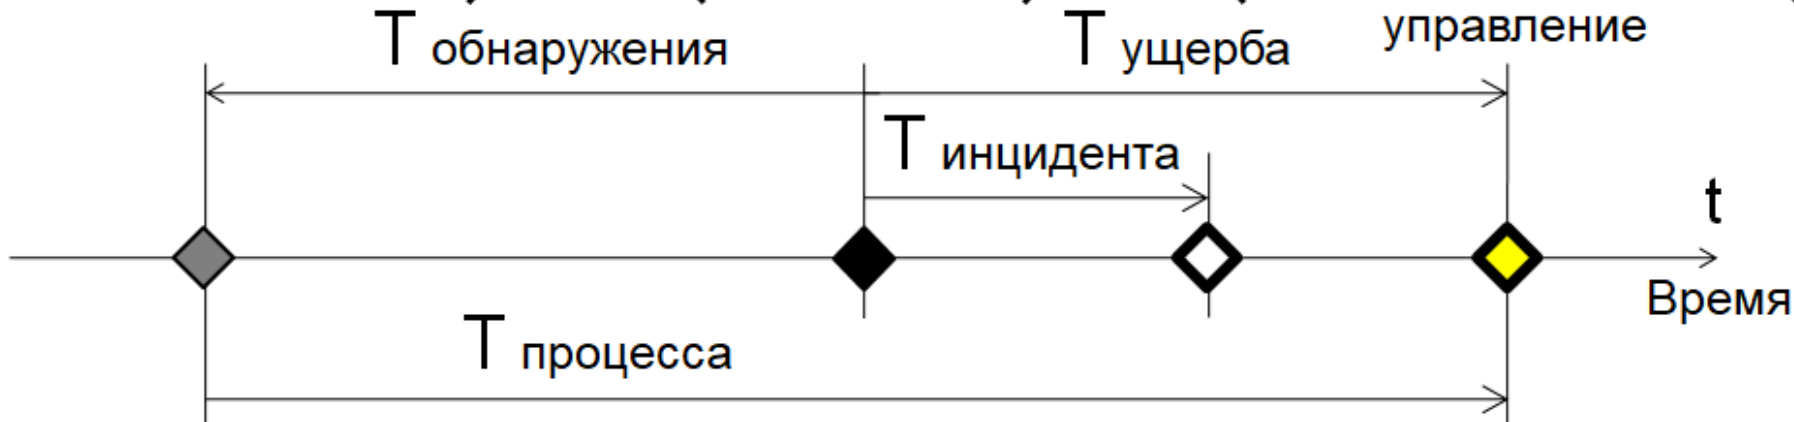 T обнаружения
T ущерба
управление
T инцидента
t
Время
T процесса